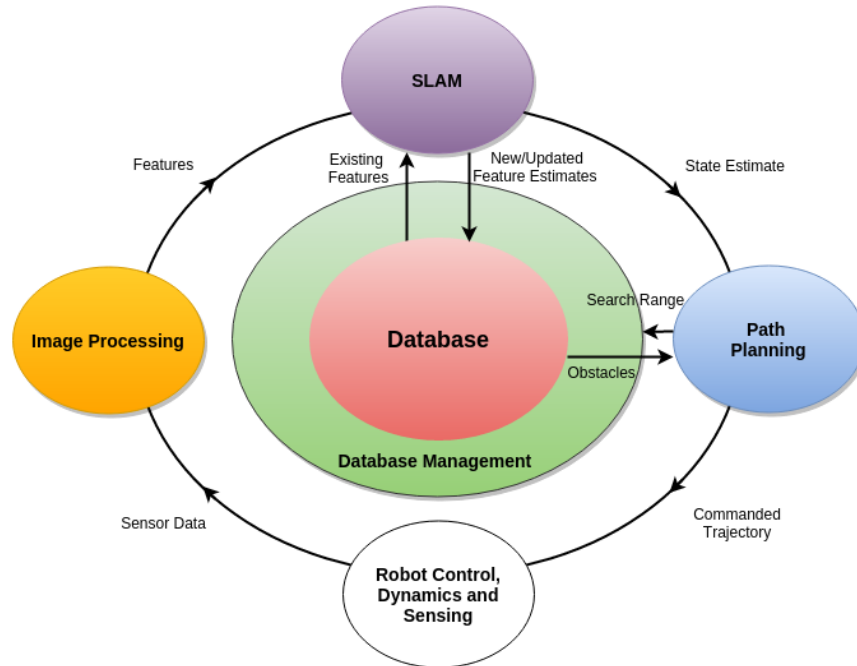 SLAM
Features
Existing
Features
New/Updated
Feature Estimates
State Estimate
Search Range
Image Processing
Database
Path
Planning
Obstacles
Database Management
Sensor Data
Commanded
Trajectory
Robot Control,
Dynamics and
Sensing